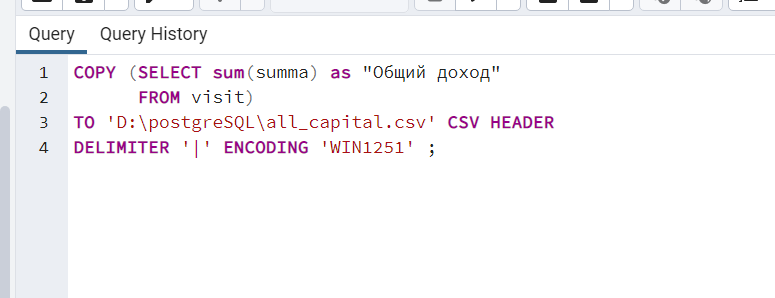 Query Query History
1 COPY (SELECT sum(summa) as "Общий доход"
2 FROM visit)
3 TO 'D:\postgreSQL\all_capital.csv' CSV HEADER
4 DELIMITER '|' ENCODING 'WIN1251' ;